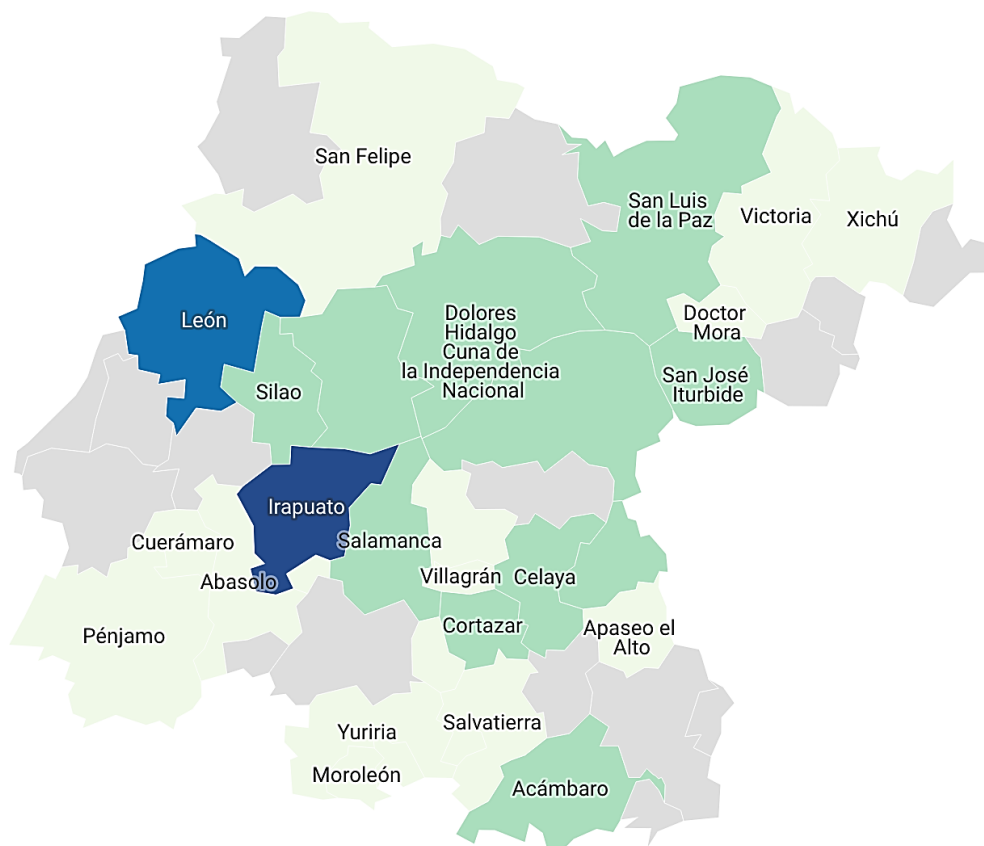 San Felipe
San Luis
de la Paz
Victoria
Xichú
León
Dolores
Hidalgo
Cuna de
la Independencia
Nacional
Doctor
Mora
Silao
San José
Iturbide
Irapuato
Cuerámaro
Salamanca
Abasolo
Villagrán
Celaya
Pénjamo
Cortazar
Apaseo el
Alto
Yuriria
Salvatierra
Moroleón
Acámbaro